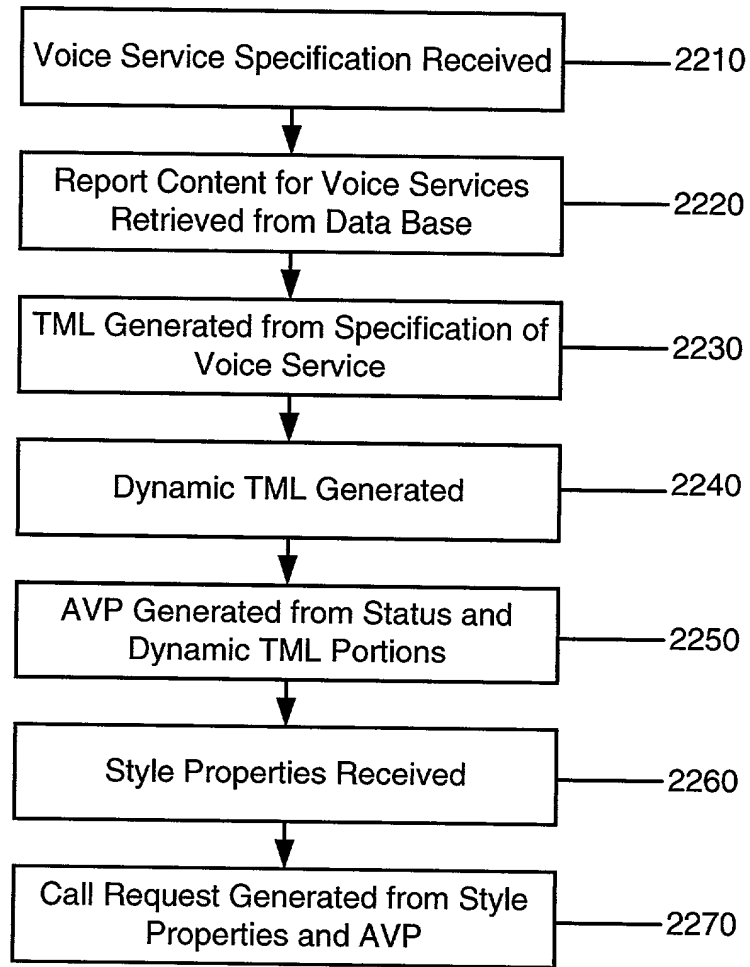 Voice Service Specification Received
2210
Report Content for Voice Services
Retrieved from Data Base
2220
TML Generated from Specification of
Voice Service
2230
Dynamic TML Generated
2240
AVP Generated from Status and
Dynamic TML Portions
2250
Style Properties Received
2260
Call Request Generated from Style
Properties and AVP
2270